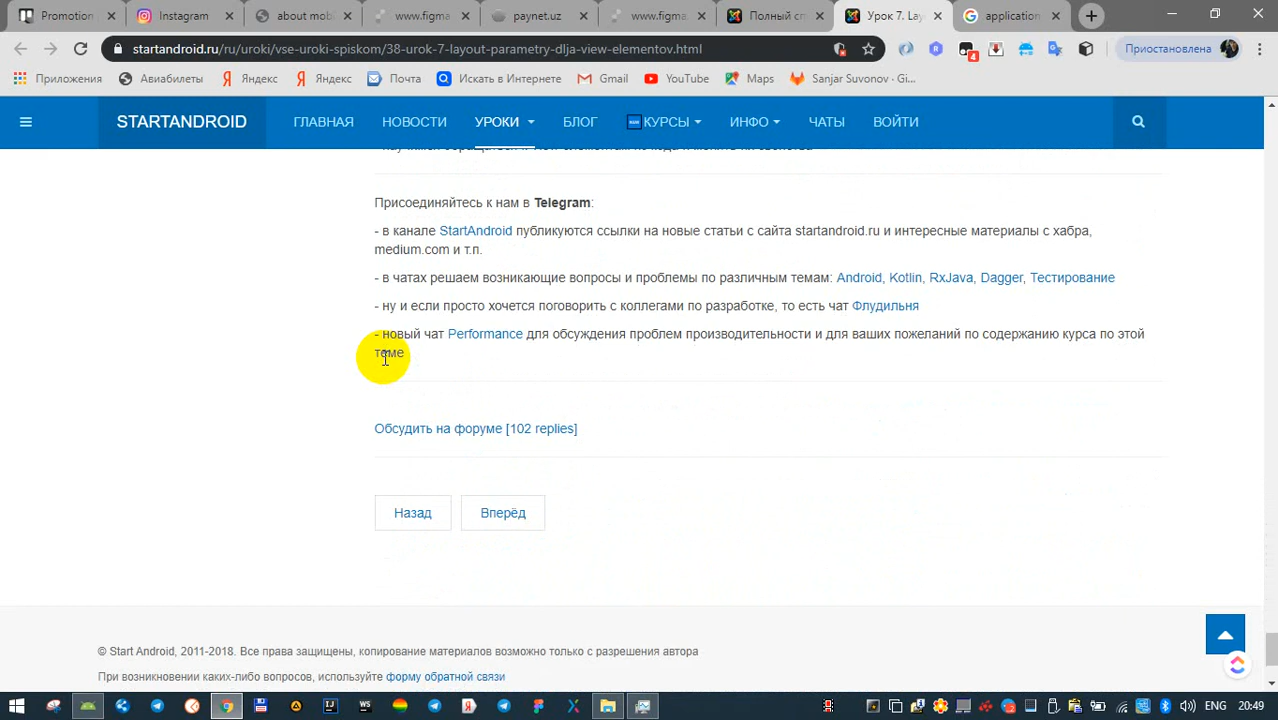 Promotion
Instagram
about mob
www.figma.
paynet.uz
www.figma.
Полный сп
Урок 7. Lay
application
startandroid.ru/ru/uroki/vse-uroki-spiskom/38-urok-7-layout-parametry-dlja-view-elementov.html
4
Приостановлена
Приложения
Авиабилеты
Яндекс
Яндекс
Почта
Искать в Интернете
Gmail
YouTube
Maps
Sanjar Suvonov · Gi...
STARTANDROID
ГЛАВНАЯ
НОВОСТИ
УРОКИ
БЛОГ
КУРСЫ
ИНФО
ЧАТЫ
ВОЙТИ
Присоединяйтесь к нам в Telegram:
- в канале StartAndroid публикуются ссылки на новые статьи с сайта startandroid.ru и интересные материалы с хабра,
medium.com и т.п.
- в чатах решаем возникающие вопросы и проблемы по различным темам: Android, Kotlin, RxJava, Dagger, Тестирование
- ну и если просто хочется поговорить с коллегами по разработке, то есть чат Флудильня
- новый чат Performance для обсуждения проблем производительности и для ваших пожеланий по содержанию курса по этой
теме
Обсудить на форуме [102 replies]
Назад
Вперёд
© Start Android, 2011-2018. Все права защищены, копирование материалов возможно только с разрешения автора
При возникновении каких-либо вопросов, используйте форму обратной связи
ENG
20:49